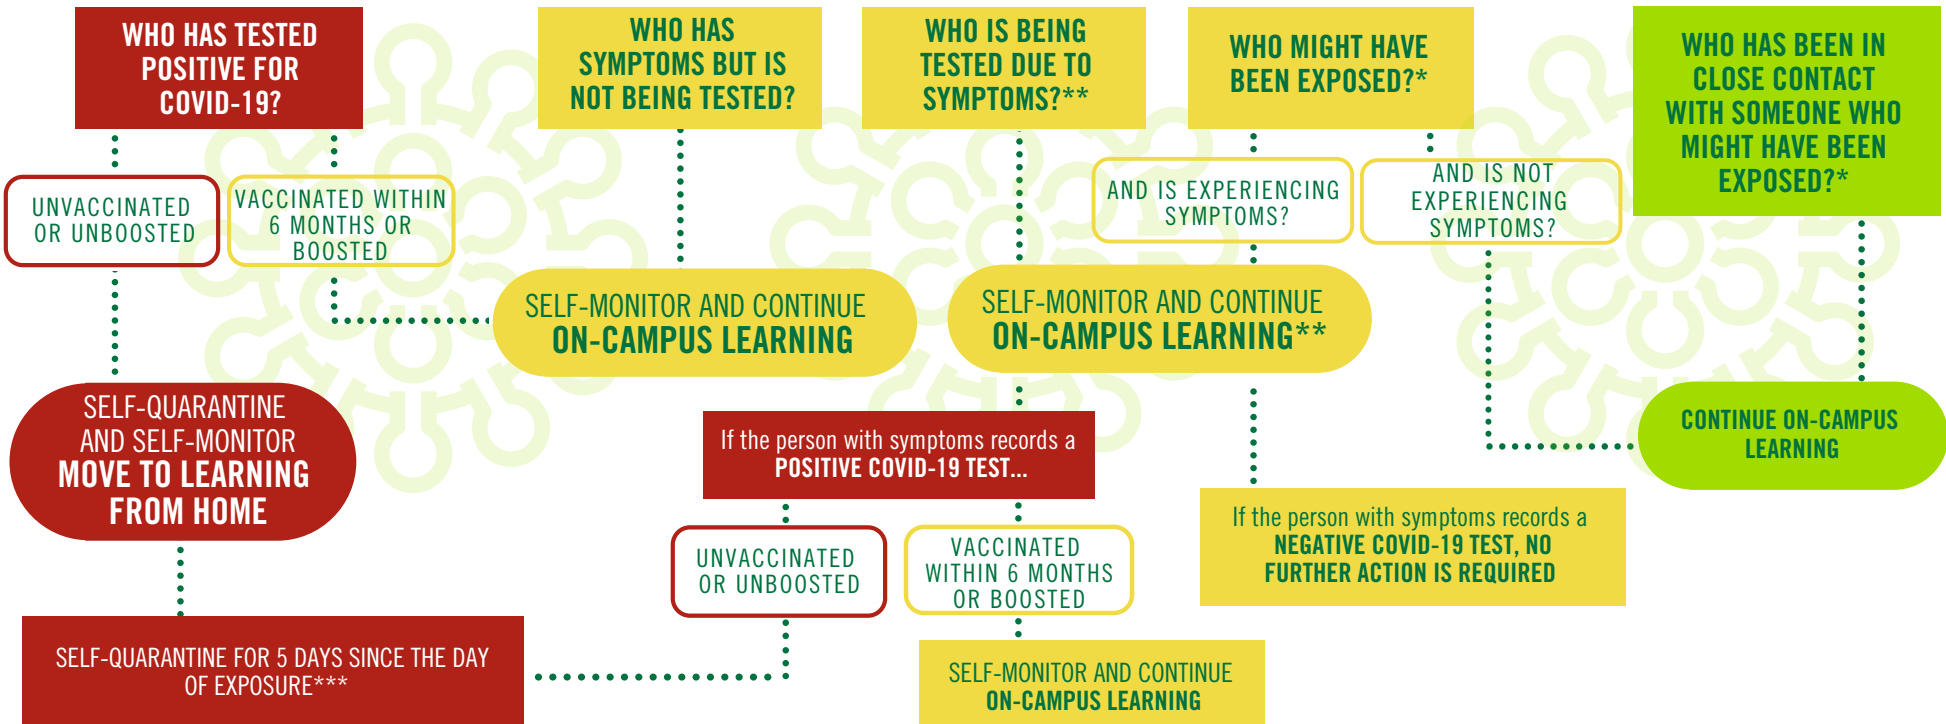 WHO HAS TESTED
POSITIVE FOR
COVID-19?
WHO HAS
SYMPTOMS BUT IS
NOT BEING TESTED?
WHO IS BEING
TESTED DUE TO
SYMPTOMS?**
WHO MIGHT HAVE
BEEN EXPOSED?*
WHO HAS BEEN IN
CLOSE CONTACT
WITH SOMEONE WHO
MIGHT HAVE BEEN
EXPOSED?*
UNVACCINATED
OR UNBOOSTED
VACCINATED WITHIN
6 MONTHS OR
BOOSTED
AND IS EXPERIENCING
SYMPTOMS?
AND IS NOT
EXPERIENCING
SYMPTOMS?
SELF-MONITOR AND CONTINUE
ON-CAMPUS LEARNING
SELF-MONITOR AND CONTINUE
ON-CAMPUS LEARNING**
SELF-QUARANTINE
AND SELF-MONITOR
MOVE TO LEARNING
FROM HOME
If the person with symptoms records a
POSITIVE COVID-19 TEST...
CONTINUE ON-CAMPUS
LEARNING
If the person with symptoms records a
NEGATIVE COVID-19 TEST, NO
FURTHER ACTION IS REQUIRED
UNVACCINATED
OR UNBOOSTED
VACCINATED
WITHIN 6 MONTHS
OR BOOSTED
SELF-QUARANTINE FOR 5 DAYS SINCE THE DAY
OF EXPOSURE***
SELF-MONITOR AND CONTINUE
ON-CAMPUS LEARNING